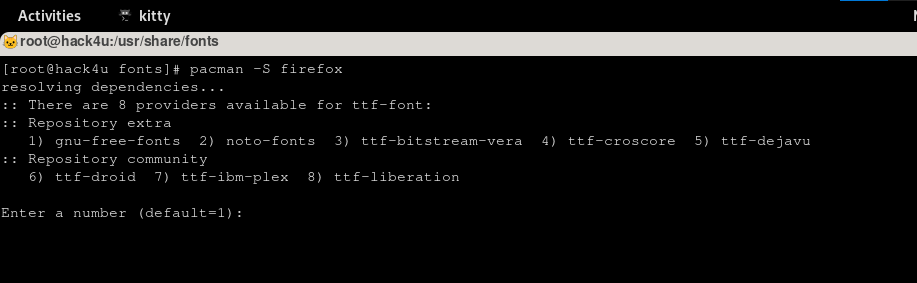 Activities kitty
root@hack4u:/usr/share/fonts
[root@hack4u fonts]# pacman -S firefox
resolving dependencies...
:: There are 8 providers available for ttf-font:
:: Repository extra
   1) gnu-free-fonts  2) noto-fonts  3) ttf-bitstream-vera  4) ttf-croscore  5) ttf-dejavu
:: Repository community
   6) ttf-droid  7) ttf-ibm-plex  8) ttf-liberation
Enter a number (default=1):